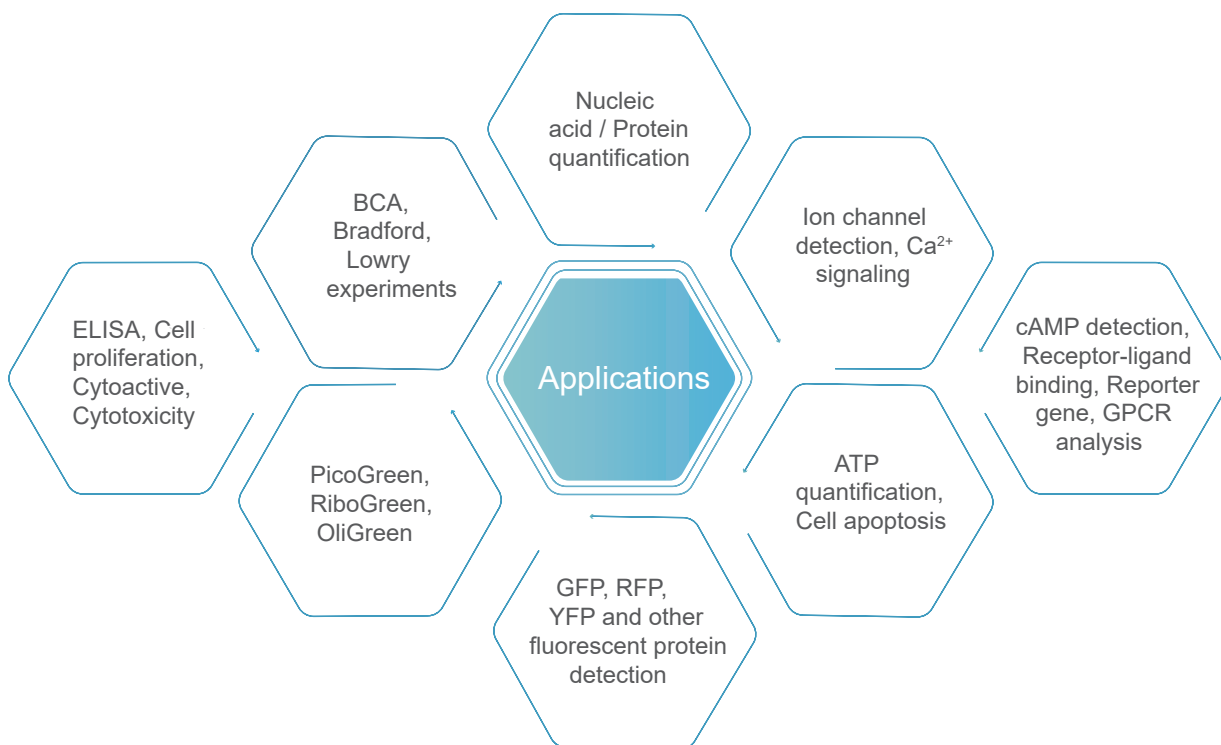 Nucleic
acid / Protein
quantification
BCA,
Bradford,
Lowry
experiments
Ion channel
detection, Ca²⁺
signaling
ELISA, Cell
proliferation,
Cytoactive,
Cytotoxicity
Applications
cAMP detection,
Receptor-ligand
binding, Reporter
gene, GPCR
analysis
PicoGreen,
RiboGreen,
OliGreen
ATP
quantification,
Cell apoptosis
GFP, RFP,
YFP and other
fluorescent protein
detection